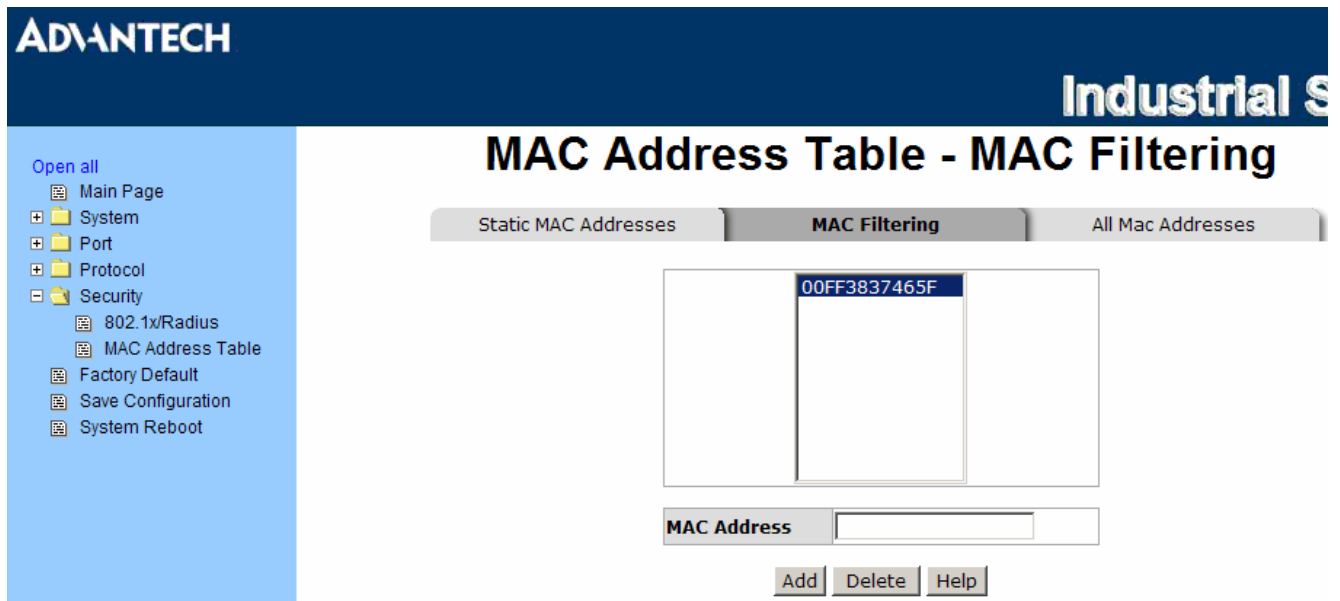 ADVANTECH
Industrial S
Open all
Main Page
System
Port
Protocol
Security
802.1x/Radius
MAC Address Table
Factory Default
Save Configuration
System Reboot
MAC Address Table - MAC Filtering
Static MAC Addresses
MAC Filtering
All Mac Addresses
00FF3837465F
MAC Address
Add
Delete
Help